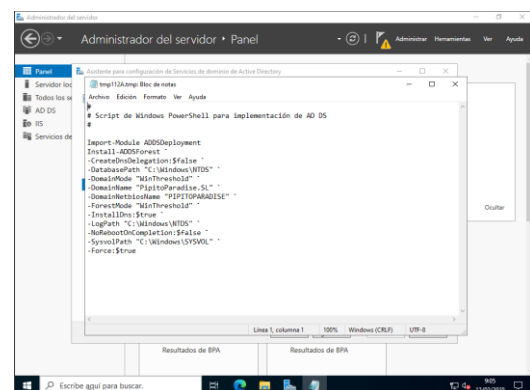 Administrador del servidor
Administrador del servidor • Panel
Administrar Herramientas Ver Ayuda
Panel
Servidor loc
Todos los se
AD DS
IIS
Servicios de
Asistente para configuración de Servicios de dominio de Active Directory
tmp112A.tmp: Bloc de notas
Archivo Edición Formato Ver Ayuda
#
# Script de Windows PowerShell para implementación de AD DS
#
Import-Module ADDSDeployment
Install-ADDSForest `
-CreateDnsDelegation:$false `
-DatabasePath "C:\Windows\NTDS" `
-DomainMode "WinThreshold" `
-DomainName "PipitoParadise.SL" `
-DomainNetbiosName "PIPITOPARADISE" `
-ForestMode "WinThreshold" `
-InstallDns:$true `
-LogPath "C:\Windows\NTDS" `
-NoRebootOnCompletion:$false `
-SysvolPath "C:\Windows\SYSVOL" `
-Force:$true
Ocultar
Línea 1, columna 1 100% Windows (CRLF) UTF-8
Resultados de BPA Resultados de BPA
Escribe aquí para buscar.
9:05